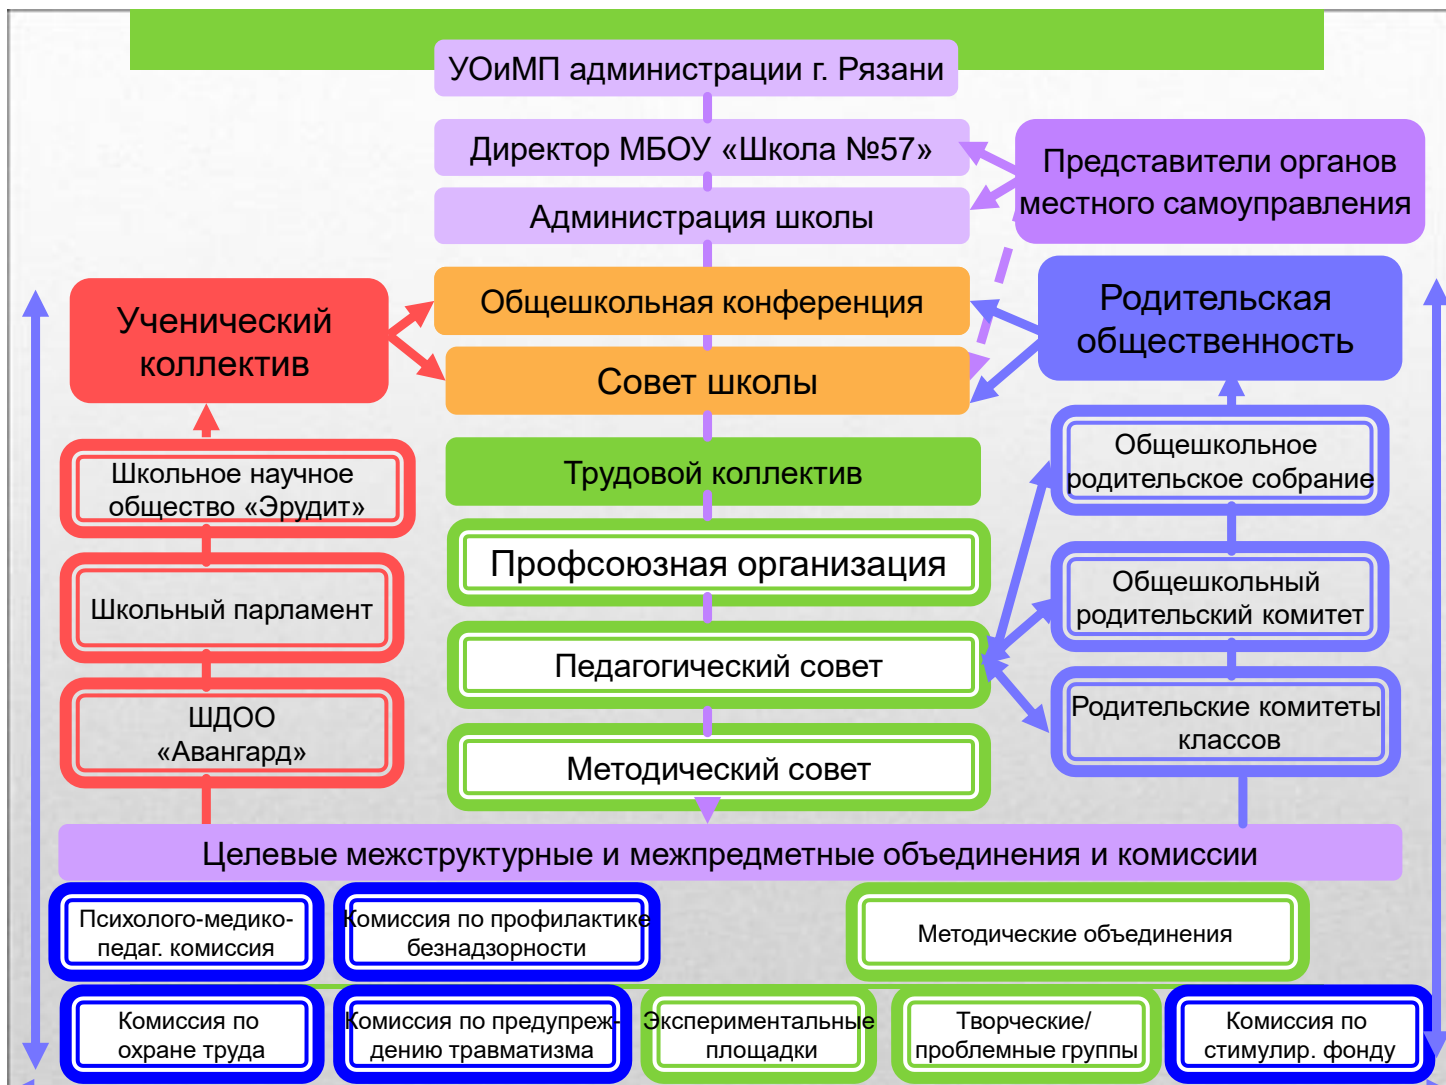 УОиМП администрации г. Рязани
Директор МБОУ «Школа №57»
Представители органов
местного самоуправления
Администрация школы
Общешкольная конференция
Ученический
коллектив
Родительская
общественность
Совет школы
Школьное научное
общество «Эрудит»
Трудовой коллектив
Общешкольное
родительское собрание
Профсоюзная организация
Школьный парламент
Общешкольный
родительский комитет
Педагогический совет
ШДОО
«Авангард»
Родительские комитеты
классов
Методический совет
Целевые межструктурные и межпредметные объединения и комиссии
Психолого-медико-
педаг. комиссия
Комиссия по профилактике
безнадзорности
Методические объединения
Комиссия по
охране труда
Комиссия по предупреж-
дению травматизма
Экспериментальные
площадки
Творческие/
проблемные группы
Комиссия по
стимулир. фонду